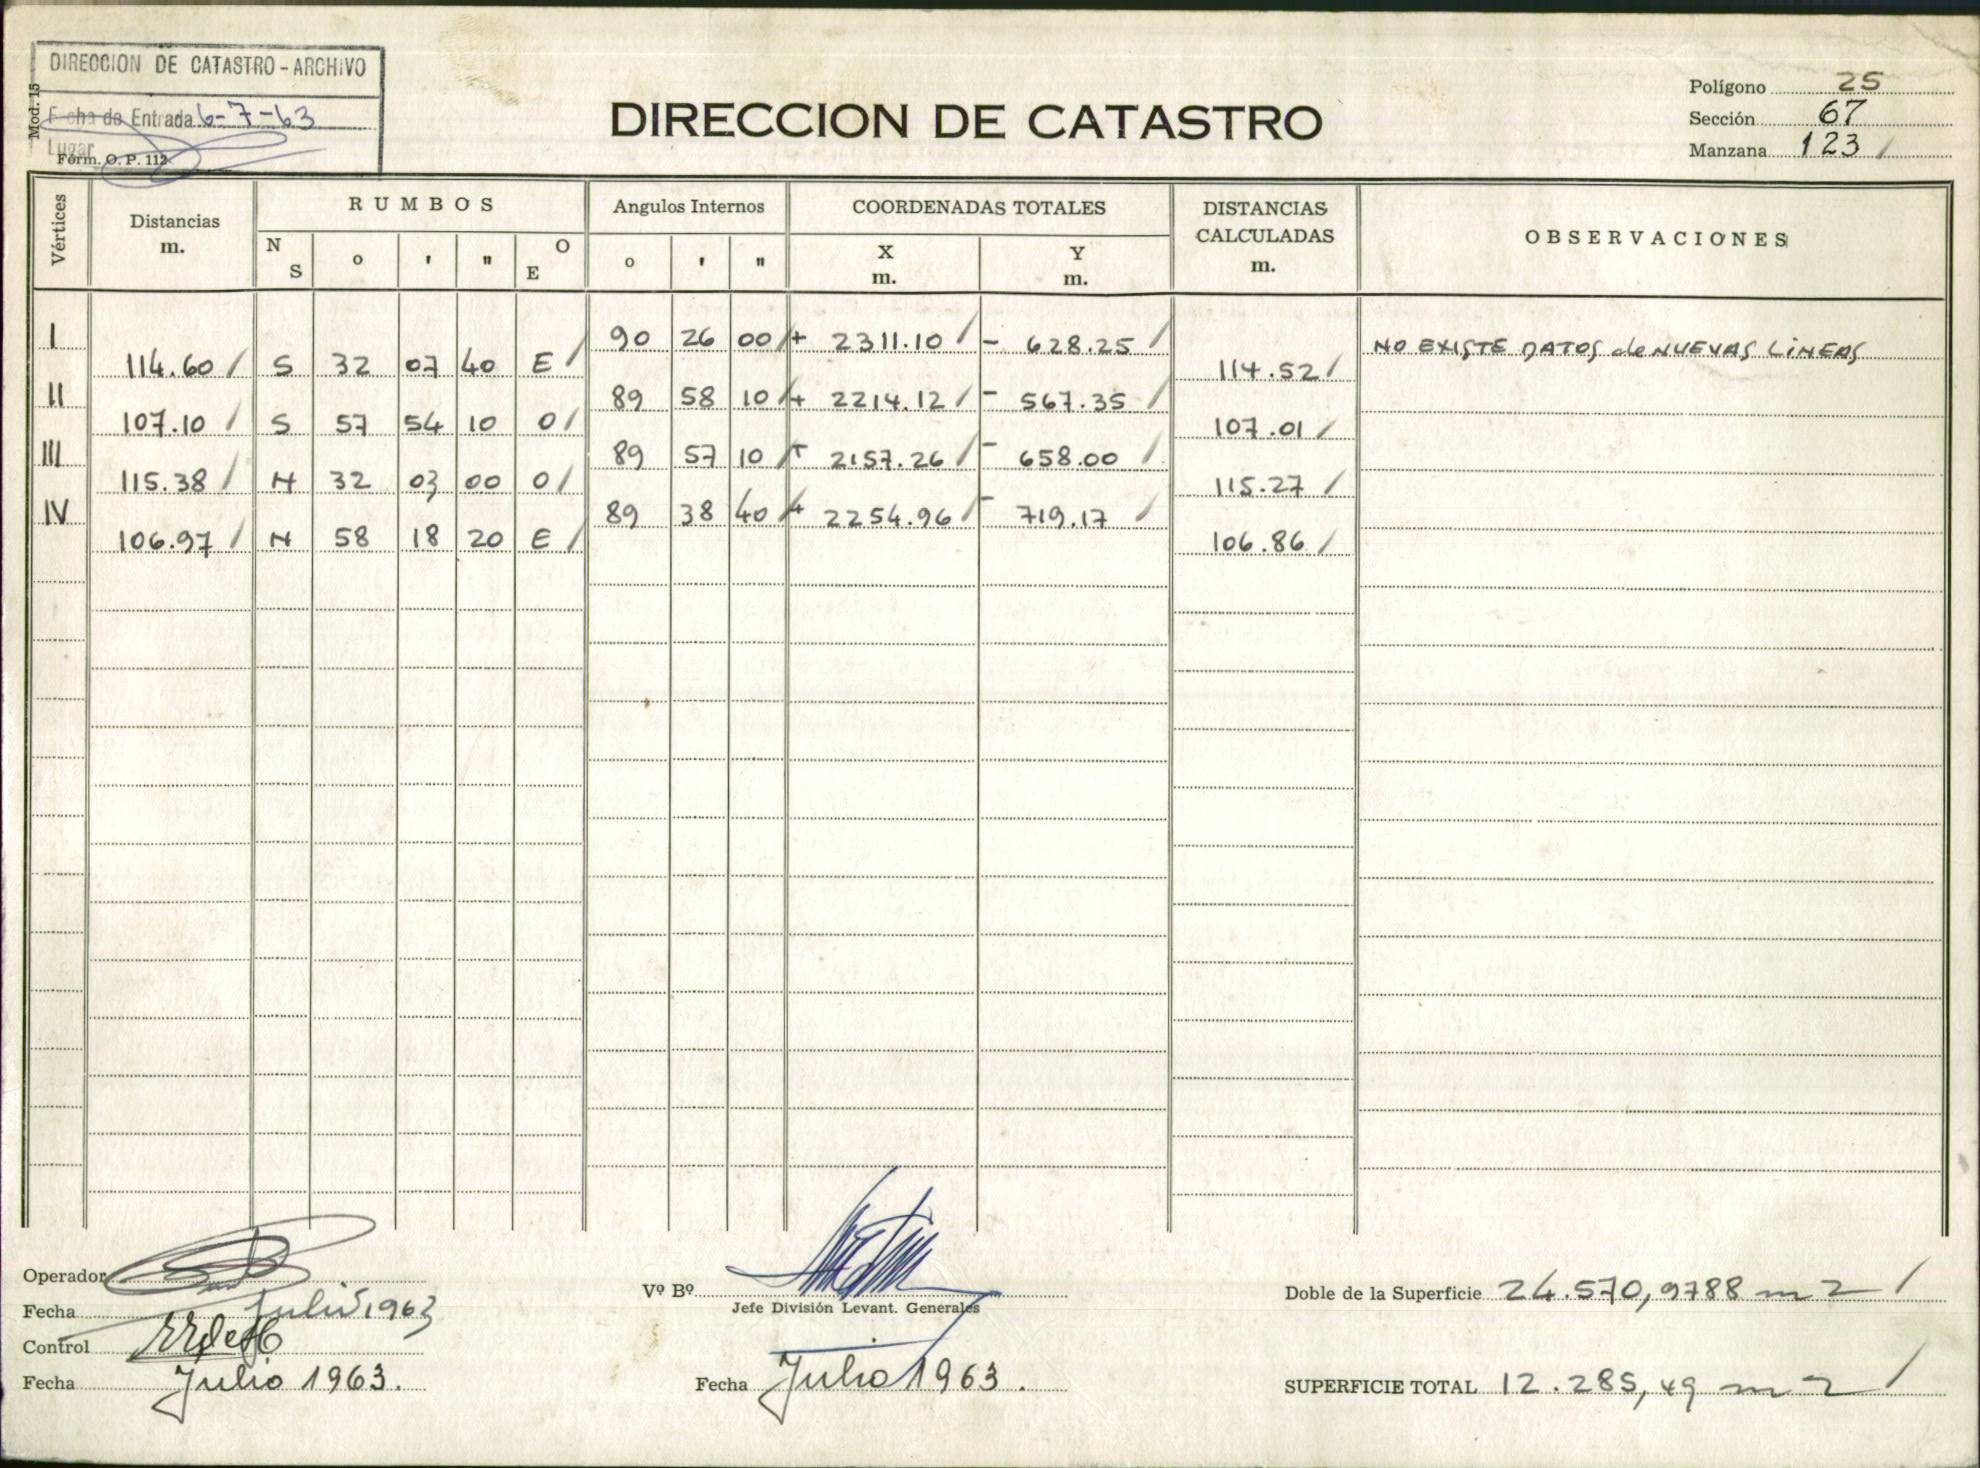 DIRECCION DE CATASTRO - ARCHIVO
Mod. 15
Fecha de Entrada 6-7-63
Lugar
Form. O. P. 112
DIRECCION DE CATASTRO
Polígono 25
Sección 67
Manzana 123
Vértices
Distancias m.
RUMBOS
N S o ' " E O
Angulos Internos
o ' "
COORDENADAS TOTALES
X m. Y m.
DISTANCIAS CALCULADAS m.
OBSERVACIONES
I 90 26 00 + 2311.10 - 628.25 NO EXISTE DATOS de NUEVAS LINEAS
114.60 S 32 07 40 E 114.52
II 89 58 10 + 2214.12 - 567.35
107.10 S 57 54 10 O 107.01
III 89 57 10 + 2157.26 - 658.00
115.38 N 32 03 00 O 115.27
IV 89 38 40 + 2254.96 - 719.17
106.97 N 58 18 20 E 106.86
Operador
Fecha Julio 1963
Control
Fecha Julio 1963.
Vº Bº
Jefe División Levant. Generales
Fecha Julio 1963.
Doble de la Superficie 24.570,9788 m2
SUPERFICIE TOTAL 12.285,49 m2